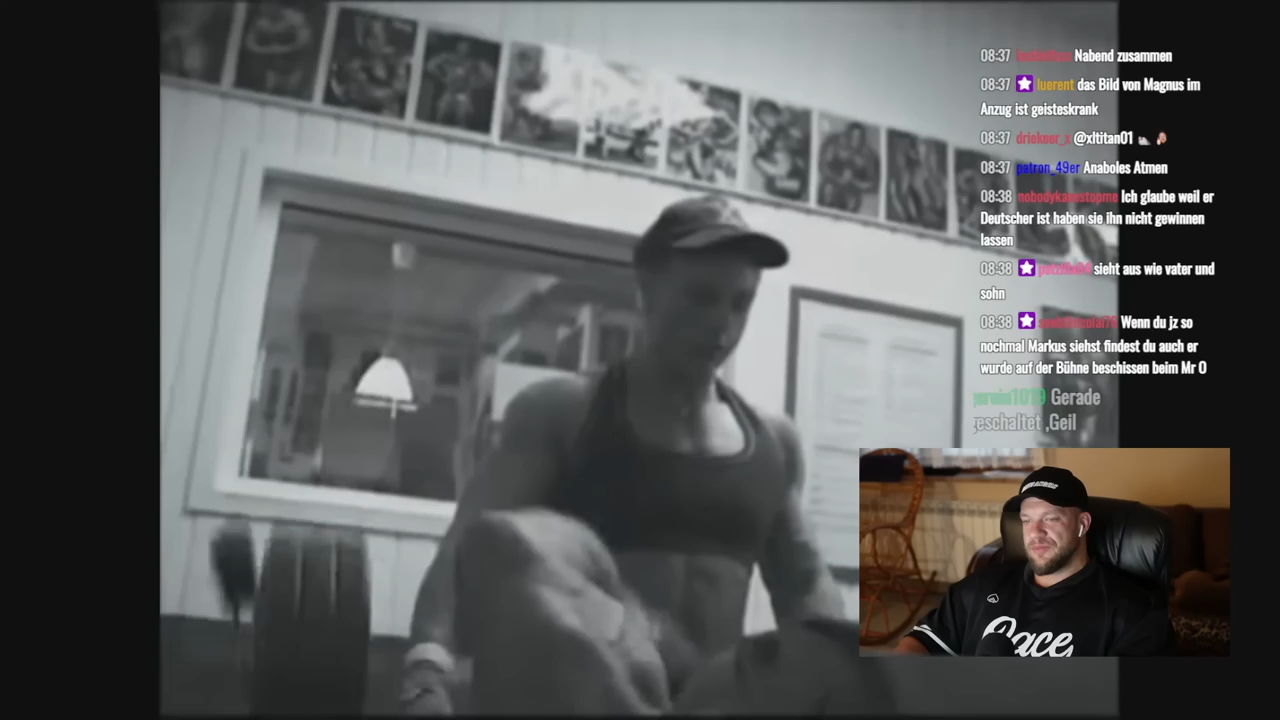 08:37 Nabend zusammen
08:37 luerent das Bild von Magnus im
Anzug ist geisteskrank
08:37 driekeer_x @xltitan01
08:37 patron_49er Anaboles Atmen
08:38 nobodykanestopme Ich glaube weil er
Deutscher ist haben sie ihn nicht gewinnen
lassen
08:38 sieht aus wie vater und
sohn
08:38 Wenn du jz so
nochmal Markus siehst findest du auch er
wurde auf der Bühne beschissen beim Mr O
Gerade
geschaltet ,Geil
Pace